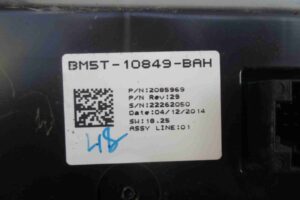 BM5T-10849-BAH
P/N:2085969
P/N Rev:29
S/N:22262050
Date:04/12/2014
SW:18.25
ASSY LINE:01
48